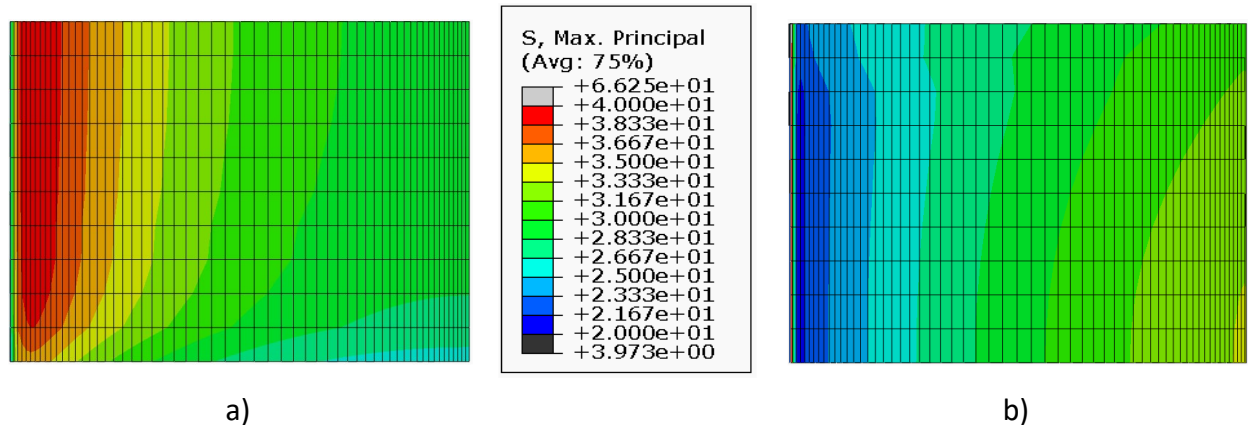 S, Max. Principal
(Avg: 75%)
+6.625e+01
+4.000e+01
+3.833e+01
+3.667e+01
+3.500e+01
+3.333e+01
+3.167e+01
+3.000e+01
+2.833e+01
+2.667e+01
+2.500e+01
+2.333e+01
+2.167e+01
+2.000e+01
+3.973e+00
a)
b)